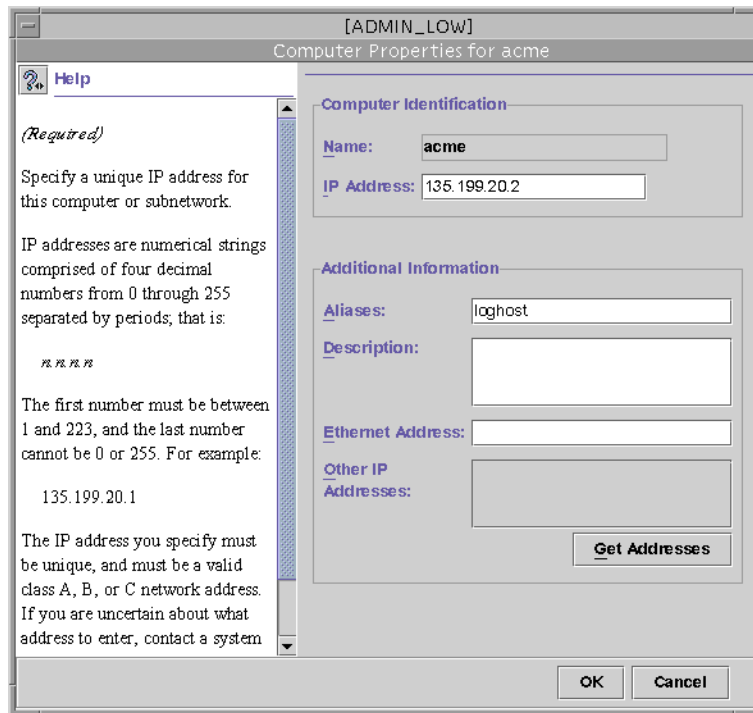 [ADMIN_LOW]
Computer Properties for acme
Help
(Required)
Specify a unique IP address for
this computer or subnetwork.
IP addresses are numerical strings
comprised of four decimal
numbers from 0 through 255
separated by periods; that is:
n.n.n.n
The first number must be between
1 and 223, and the last number
cannot be 0 or 255. For example:
135.199.20.1
The IP address you specify must
be unique, and must be a valid
class A, B, or C network address.
If you are uncertain about what
address to enter, contact a system
Computer Identification
Name: acme
IP Address: 135.199.20.2
Additional Information
Aliases: loghost
Description:
Ethernet Address:
Other IP
Addresses:
Get Addresses
OK Cancel